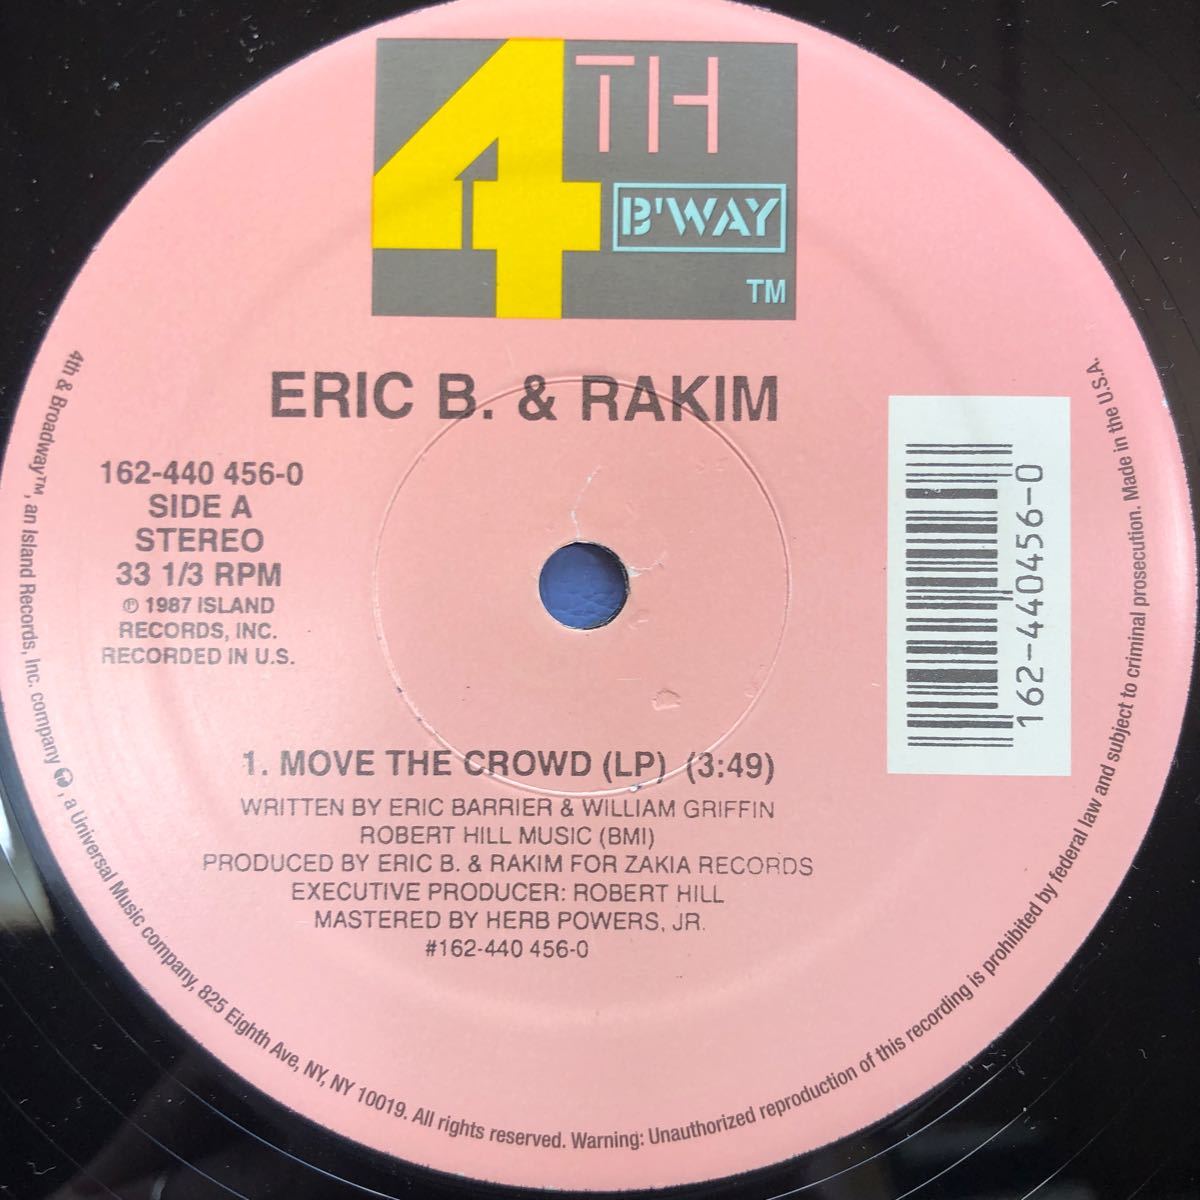 4TH
B'WAY
TM
ERIC B. & RAKIM
162-440 456-0
SIDE A
STEREO
33 1/3 RPM
℗ 1987 ISLAND
RECORDS, INC.
RECORDED IN U.S.
162-440456-0
1. MOVE THE CROWD (LP) (3:49)
WRITTEN BY ERIC BARRIER & WILLIAM GRIFFIN
ROBERT HILL MUSIC (BMI)
PRODUCED BY ERIC B. & RAKIM FOR ZAKIA RECORDS
EXECUTIVE PRODUCER: ROBERT HILL
MASTERED BY HERB POWERS, JR.
#162-440 456-0
4th & Broadway™, an Island Records, Inc. company, a Universal Music company, 825 Eighth Ave, NY, NY 10019. All rights reserved. Warning: Unauthorized reproduction of this recording is prohibited by federal law and subject to criminal prosecution. Made in the U.S.A.